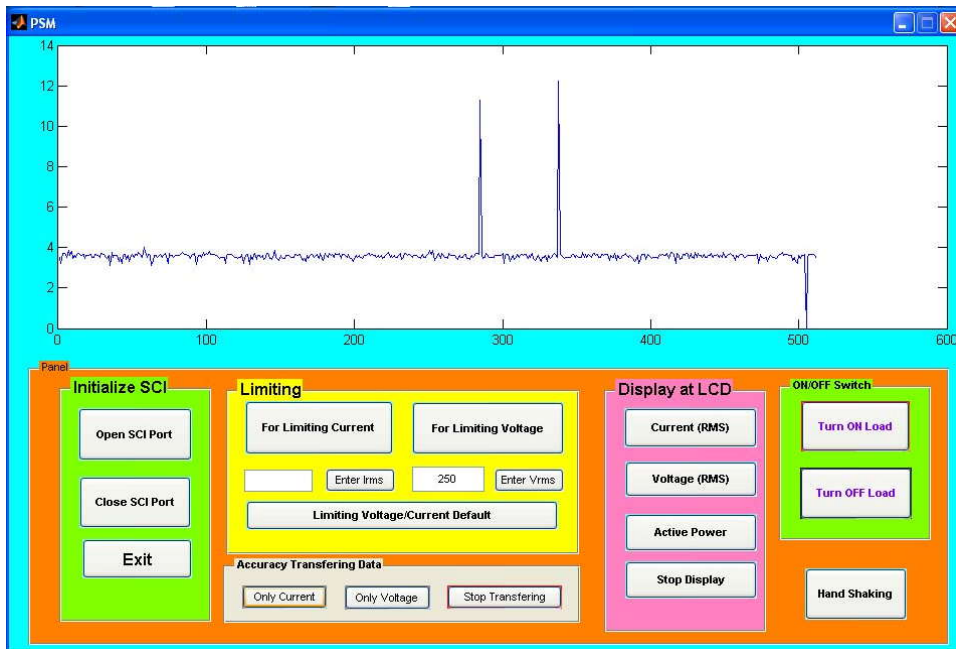 PSM
14
12
10
8
6
4
2
0
0 100 200 300 400 500 600
Panel
Initialize SCI
Open SCI Port
Close SCI Port
Exit
Limiting
For Limiting Current
For Limiting Voltage
Enter Irms
250
Enter Vrms
Limiting Voltage/Current Default
Accuracy Transfering Data
Only Current
Only Voltage
Stop Transfering
Display at LCD
Current (RMS)
Voltage (RMS)
Active Power
Stop Display
ON/OFF Switch
Turn ON Load
Turn OFF Load
Hand Shaking